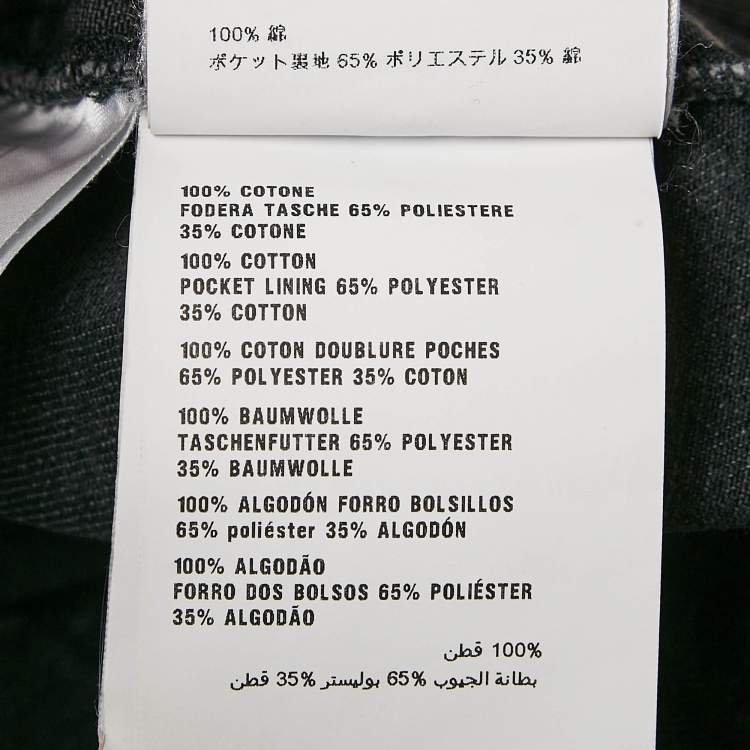 100% 綿
ポケット裏地 65% ポリエステル 35% 綿
100% COTONE
FODERA TASCHE 65% POLIESTERE
35% COTONE
100% COTTON
POCKET LINING 65% POLYESTER
35% COTTON
100% COTON DOUBLURE POCHES
65% POLYESTER 35% COTON
100% BAUMWOLLE
TASCHENFUTTER 65% POLYESTER
35% BAUMWOLLE
100% ALGODÓN FORRO BOLSILLOS
65% poliéster 35% ALGODÓN
100% ALGODÃO
FORRO DOS BOLSOS 65% POLIÉSTER
35% ALGODÃO
100% قطن
بطانة الجيوب 65% بوليستر 35% قطن